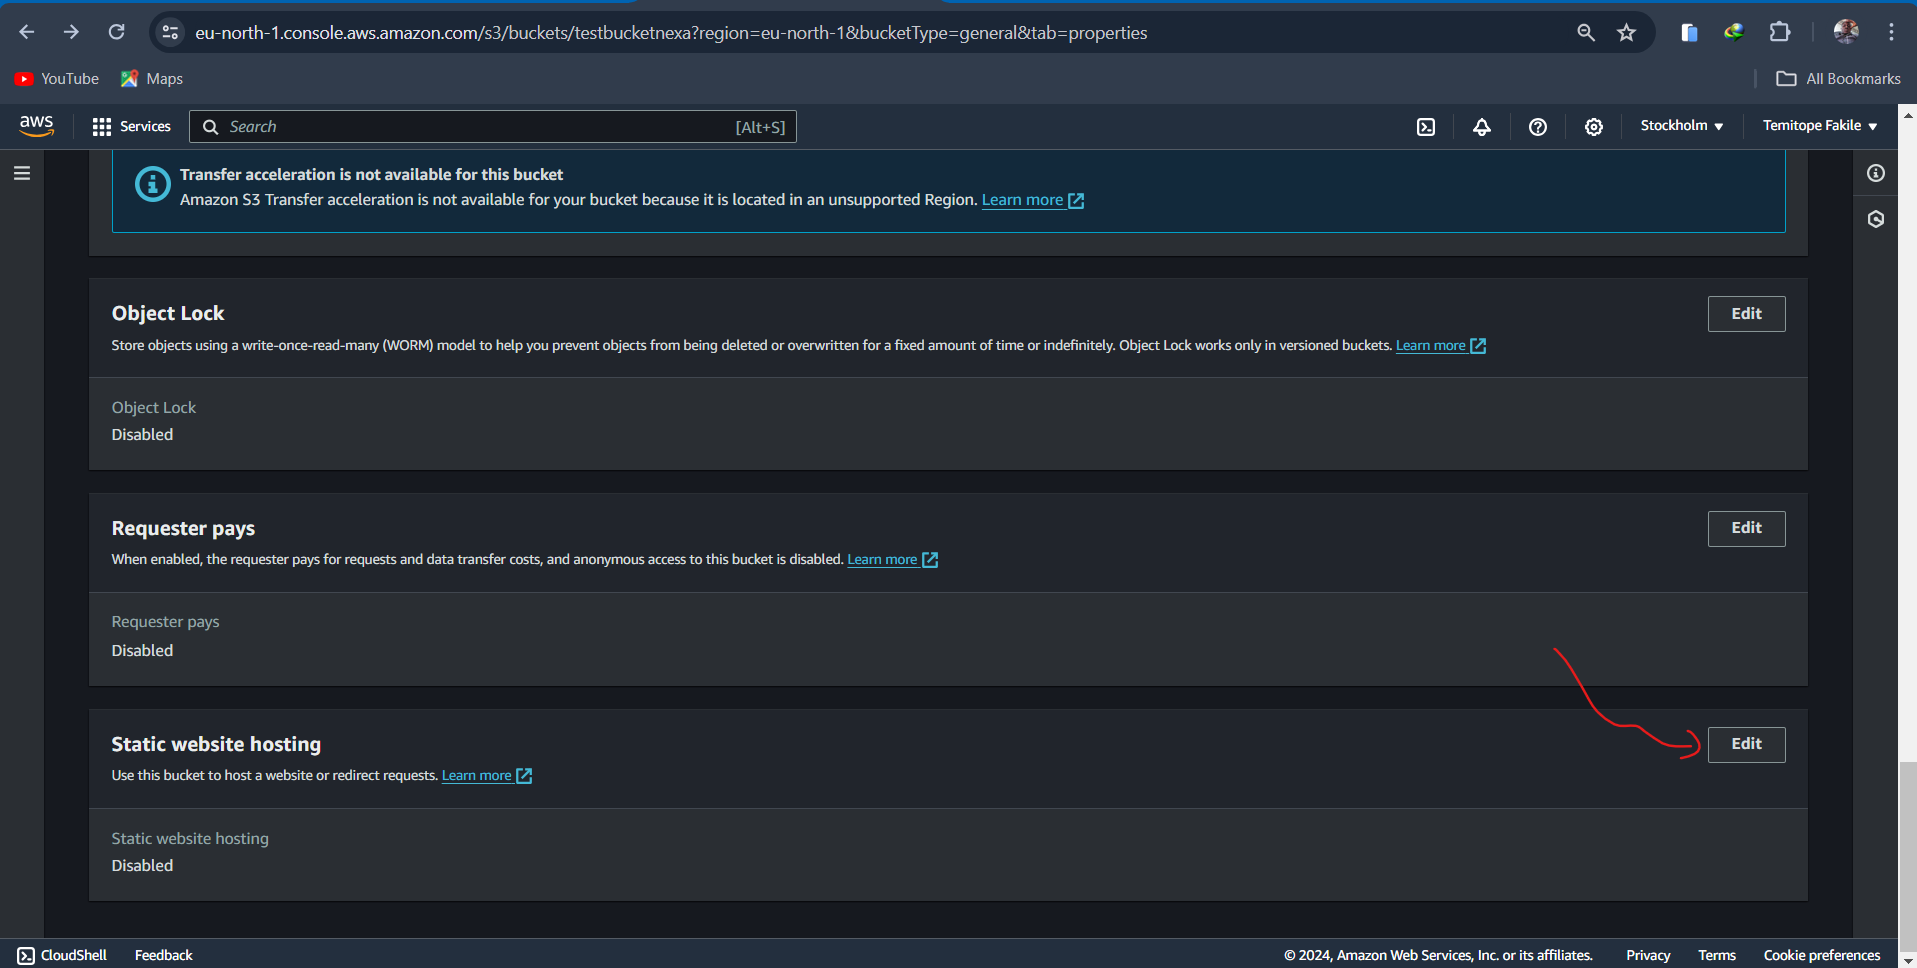 eu-north-1.console.aws.amazon.com/s3/buckets/testbucketnexa?region=eu-north-1&bucketType=general&tab=properties
YouTube
Maps
All Bookmarks
aws
Services
Search
[Alt+S]
Stockholm
Temitope Fakile
Transfer acceleration is not available for this bucket
Amazon S3 Transfer acceleration is not available for your bucket because it is located in an unsupported Region. Learn more
Object Lock
Edit
Store objects using a write-once-read-many (WORM) model to help you prevent objects from being deleted or overwritten for a fixed amount of time or indefinitely. Object Lock works only in versioned buckets. Learn more
Object Lock
Disabled
Requester pays
Edit
When enabled, the requester pays for requests and data transfer costs, and anonymous access to this bucket is disabled. Learn more
Requester pays
Disabled
Static website hosting
Edit
Use this bucket to host a website or redirect requests. Learn more
Static website hosting
Disabled
CloudShell
Feedback
© 2024, Amazon Web Services, Inc. or its affiliates.
Privacy
Terms
Cookie preferences